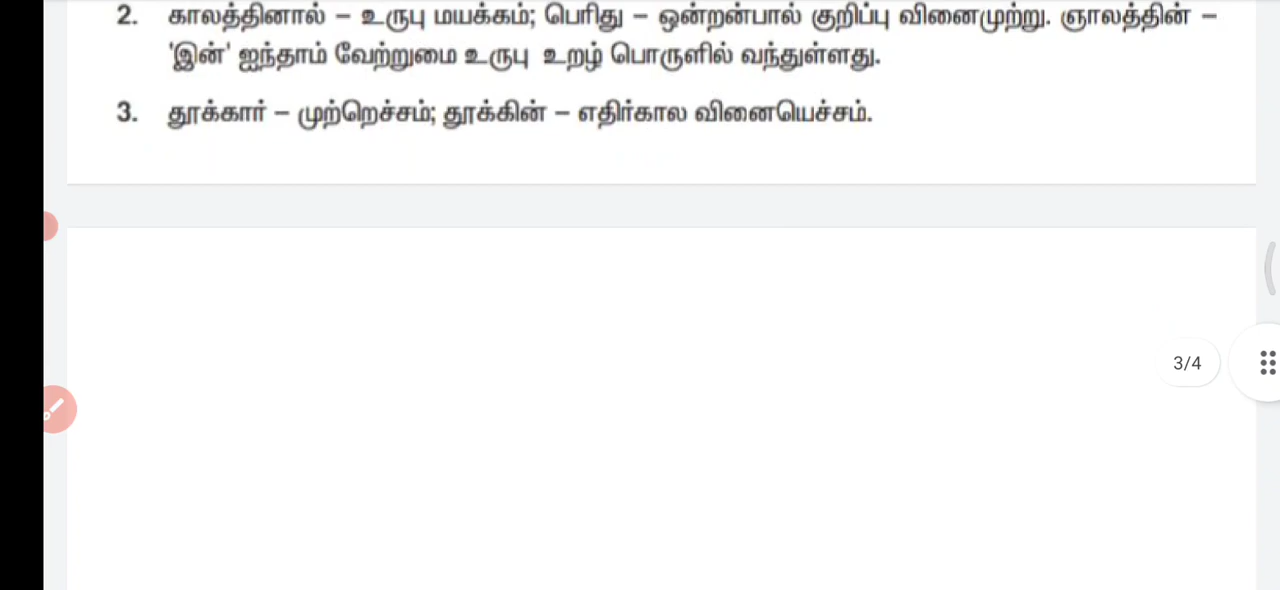 2. காலத்தினால் – உருபு மயக்கம்; பெரிது – ஒன்றன்பால் குறிப்பு வினைமுற்று. ஞாலத்தின் –
'இன்' ஐந்தாம் வேற்றுமை உருபு உறழ் பொருளில் வந்துள்ளது.
3. தூக்கார் – முற்றெச்சம்; தூக்கின் – எதிர்கால வினையெச்சம்.
3/4